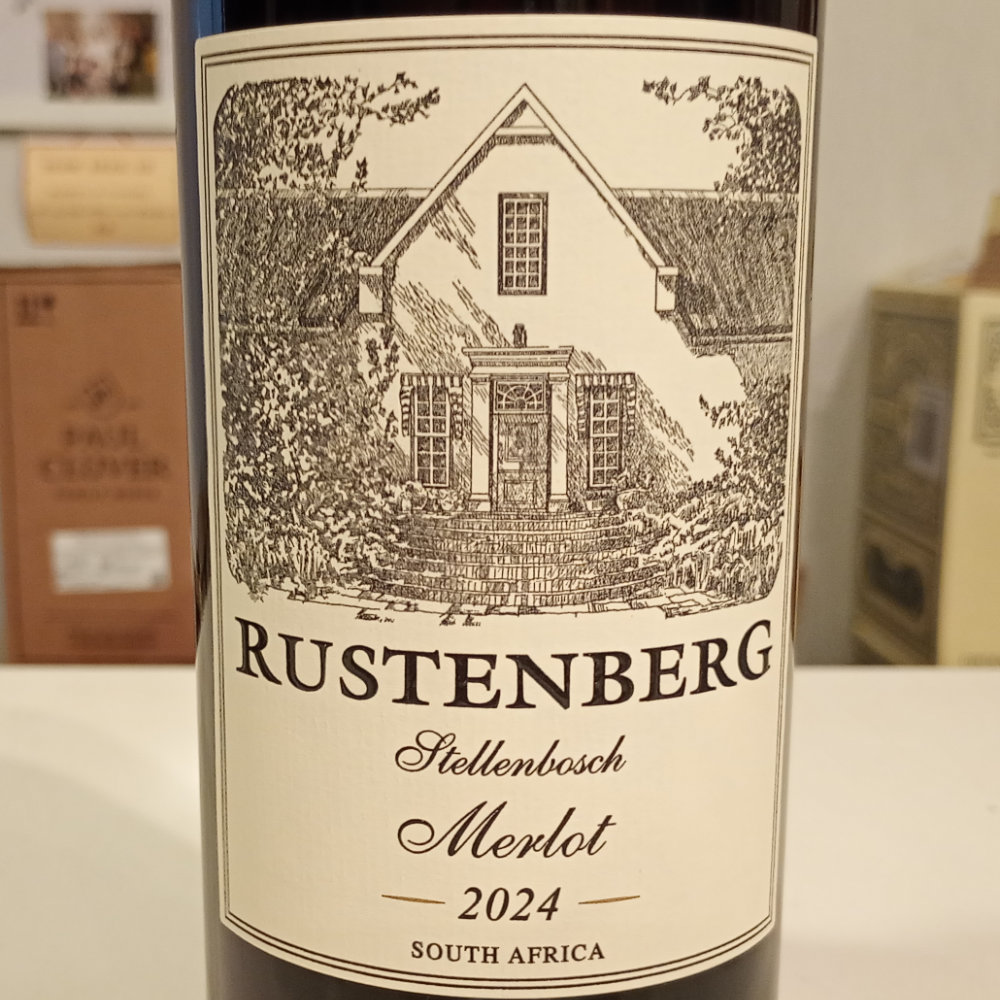 RUSTENBERG
Stellenbosch
Merlot
2024
SOUTH AFRICA
PAUL
CLUVER